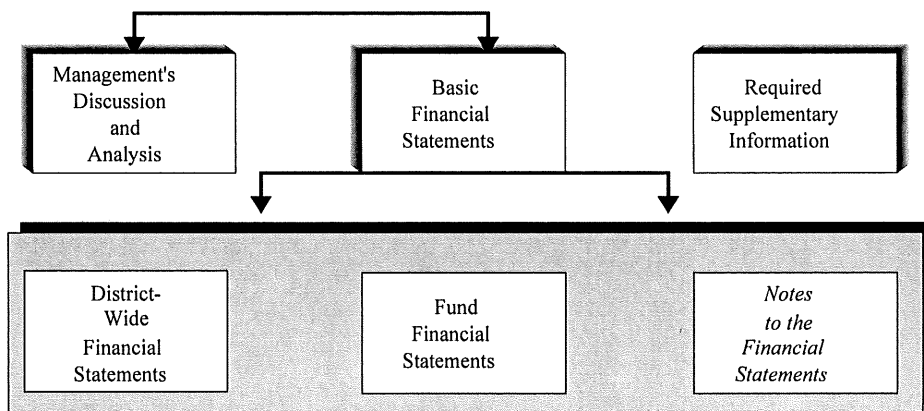 Management's
Discussion
and
Analysis
Basic
Financial
Statements
Required
Supplementary
Information
District-
Wide
Financial
Statements
Fund
Financial
Statements
Notes
to the
Financial
Statements